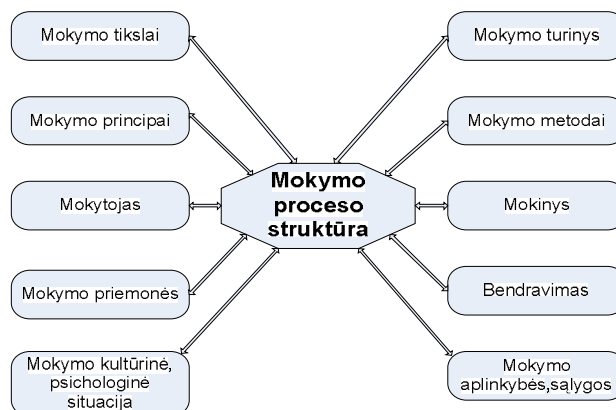 Mokymo tikslai
Mokymo turinys
Mokymo principai
Mokymo metodai
Mokymo
proceso
struktūra
Mokytojas
Mokinys
Mokymo priemonės
Bendravimas
Mokymo kultūrinė,
psichologinė
situacija
Mokymo
aplinkybės,sąlygos